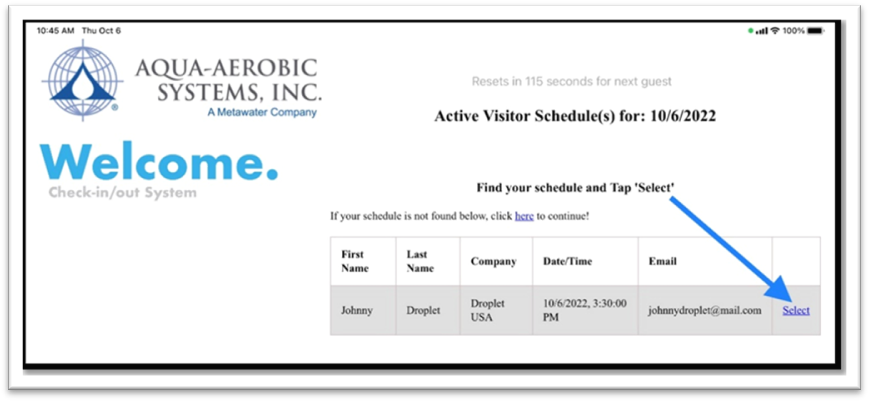 10:45 AM Thu Oct 6
100%
AQUA-AEROBIC
SYSTEMS, INC.
®
A Metawater Company
Welcome.
Check-in/out System
Resets in 115 seconds for next guest
Active Visitor Schedule(s) for: 10/6/2022
Find your schedule and Tap 'Select'
If your schedule is not found below, click here to continue!
First Name Last Name Company Date/Time Email
Johnny Droplet Droplet USA 10/6/2022, 3:30:00 PM johnnydroplet@mail.com Select